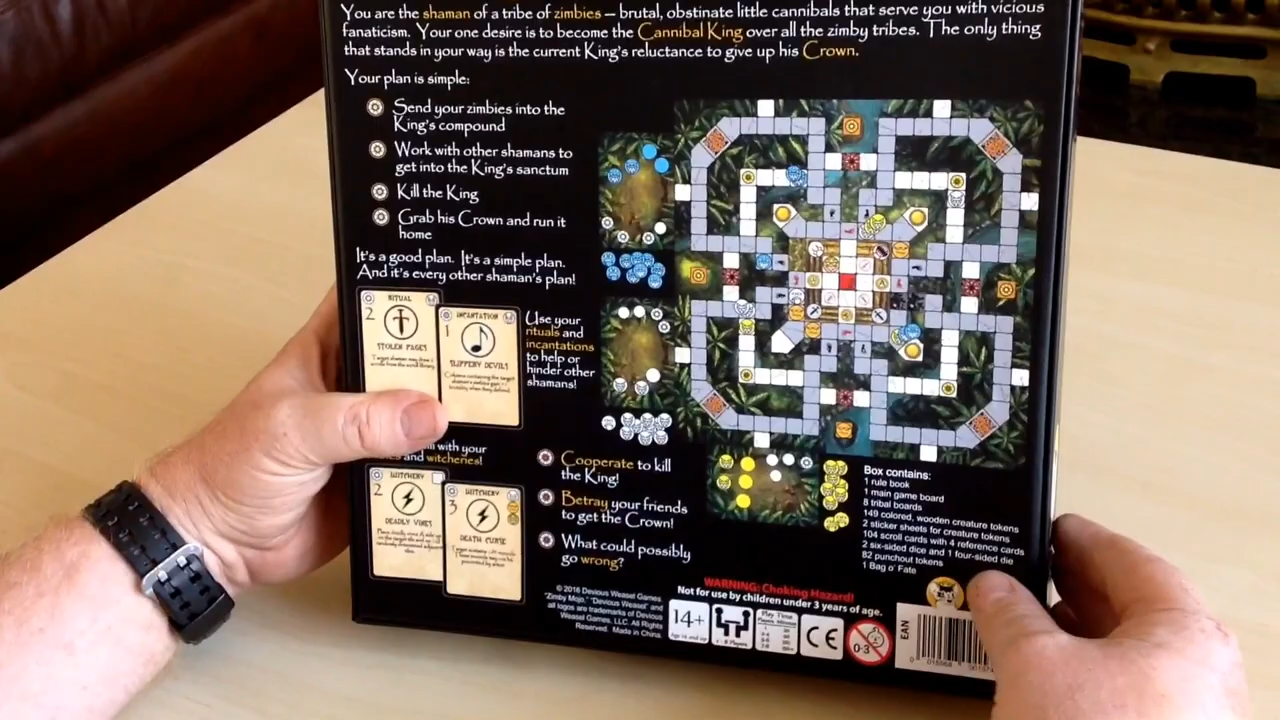 You are the shaman of a tribe of zimbies – brutal, obstinate little cannibals that serve you with vicious
fanaticism. Your one desire is to become the Cannibal King over all the zimby tribes. The only thing
that stands in your way is the current King's reluctance to give up his Crown.
Your plan is simple:
Send your zimbies into the
King's compound
Work with other shamans to
get into the King's sanctum
Kill the King
Grab his Crown and run it
home
It's a good plan. It's a simple plan.
And it's every other shaman's plan!
RITUAL
2
STOLEN PAGES
INCANTATION
1
SLIPPERY DEVILS
Use your
rituals and
incantations
to help or
hinder other
shamans!
with your
and witcheries!
WITCHERY
2
DEADLY VINES
WITCHERY
3
DEATH CURSE
Cooperate to kill
the King!
Betray your friends
to get the Crown!
What could possibly
go wrong?
Box contains:
1 rule book
1 main game board
8 tribal boards
149 colored, wooden creature tokens
2 sticker sheets for creature tokens
104 scroll cards with 4 reference cards
2 six-sided dice and 1 four-sided die
82 punchout tokens
1 Bag o' Fate
© 2016 Devious Weasel Games.
"Zimby Mojo," "Devious Weasel" and
all logos are trademarks of Devious
Weasel Games, LLC. All Rights
Reserved. Made in China.
WARNING: Choking Hazard!
Not for use by children under 3 years of age.
14+
Age 14 and up
1 - 8 Players
Play Time
Players Minutes
CE
0-3
EAN